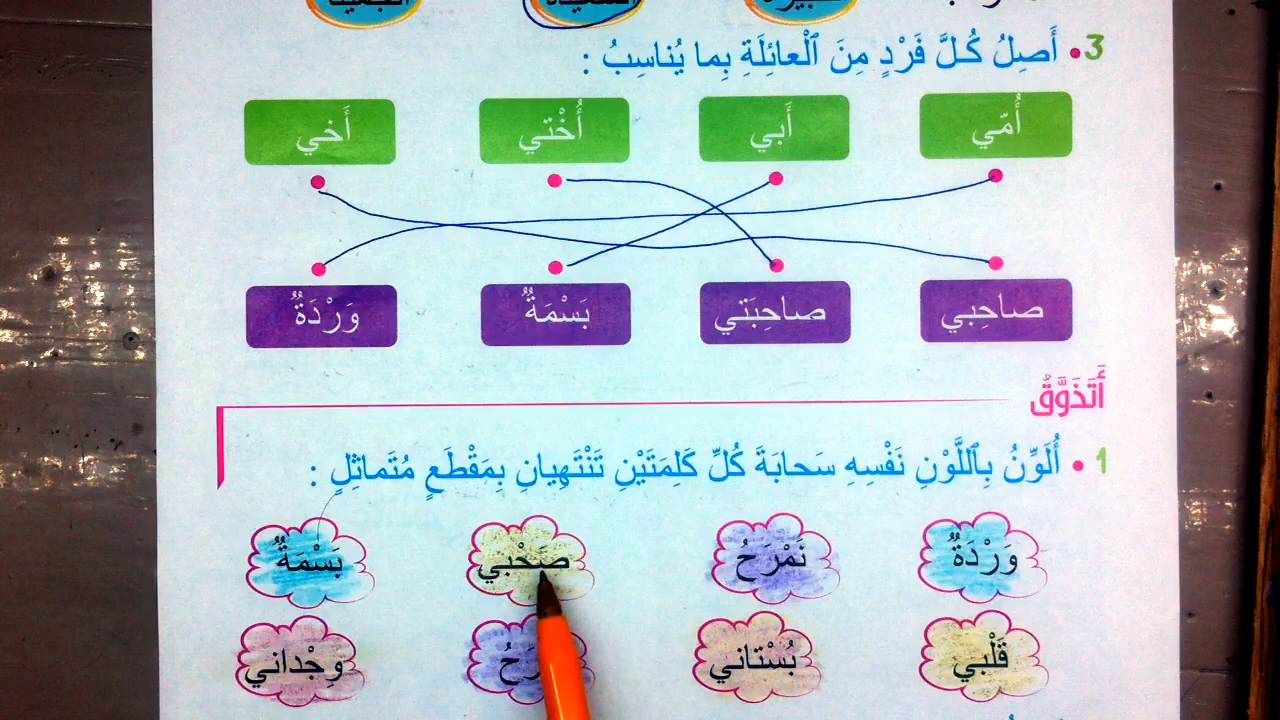 3 • أَصِلُ كُلَّ فَرْدٍ مِنَ ٱلْعائِلَةِ بِما يُناسِبُ :
أُمّي أَبي أُخْتي أَخي
صاحِبي صاحِبَتي بَسْمَةٌ وَرْدَةٌ
أَتَذَوَّقُ
1 • أُلَوِّنُ بِٱللَّوْنِ نَفْسِهِ سَحابَةَ كُلِّ كَلِمَتَيْنِ تَنْتَهِيانِ بِمَقْطَعٍ مُتَماثِلٍ :
وَرْدَةٌ نَمْرَحُ صَحْبي بَسْمَةٌ
قَلْبي بُسْتاني وِجْداني